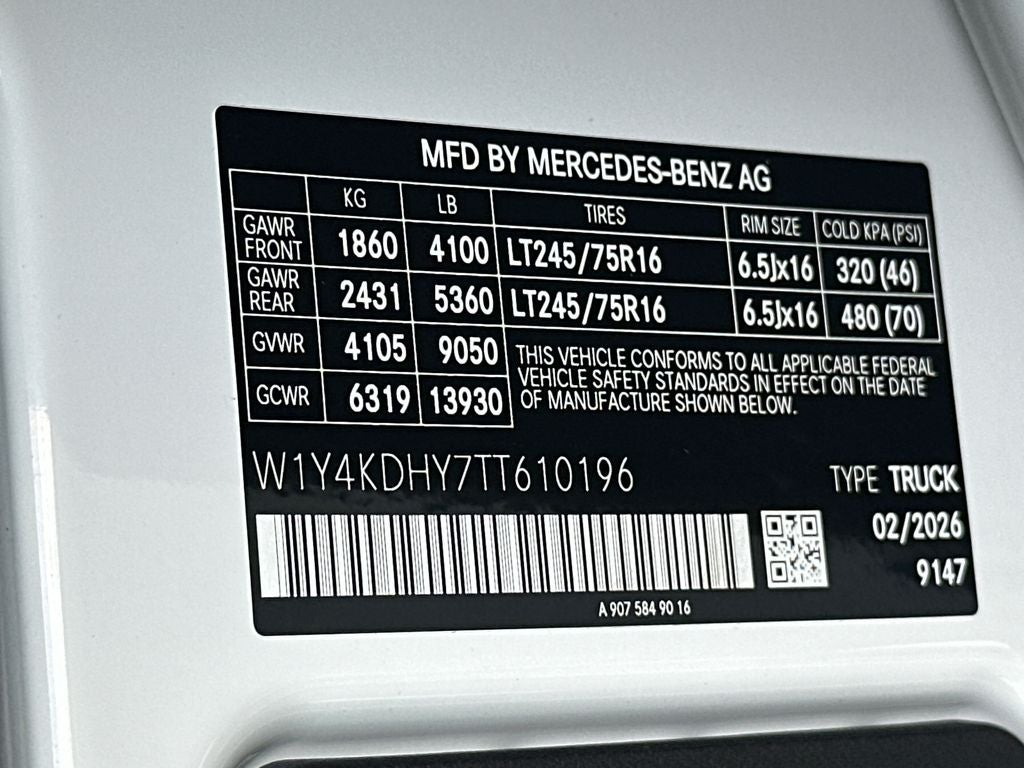 MFD BY MERCEDES-BENZ AG
KG LB TIRES RIM SIZE COLD KPA (PSI)
GAWR FRONT 1860 4100 LT245/75R16 6.5Jx16 320 (46)
GAWR REAR 2431 5360 LT245/75R16 6.5Jx16 480 (70)
GVWR 4105 9050
GCWR 6319 13930
THIS VEHICLE CONFORMS TO ALL APPLICABLE FEDERAL
VEHICLE SAFETY STANDARDS IN EFFECT ON THE DATE
OF MANUFACTURE SHOWN BELOW.
W1Y4KDHY7TT610196
TYPE TRUCK
02/2026
9147
A 907 584 90 16